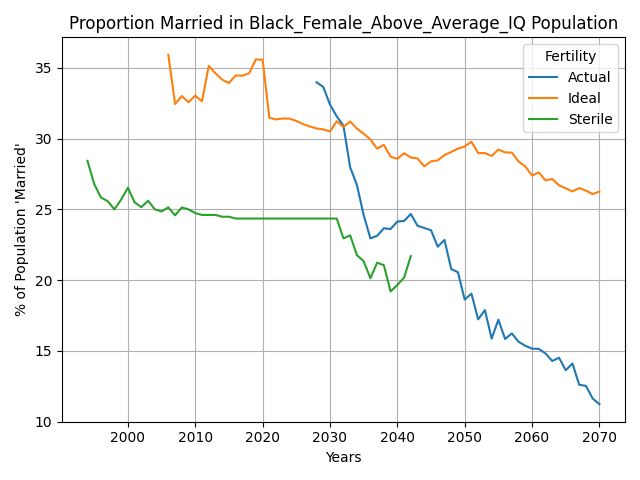 Proportion Married in Black_Female_Above_Average_IQ Population
% of Population 'Married'
35
30
25
20
15
10
Fertility
Actual
Ideal
Sterile
2000 2010 2020 2030 2040 2050 2060 2070
Years